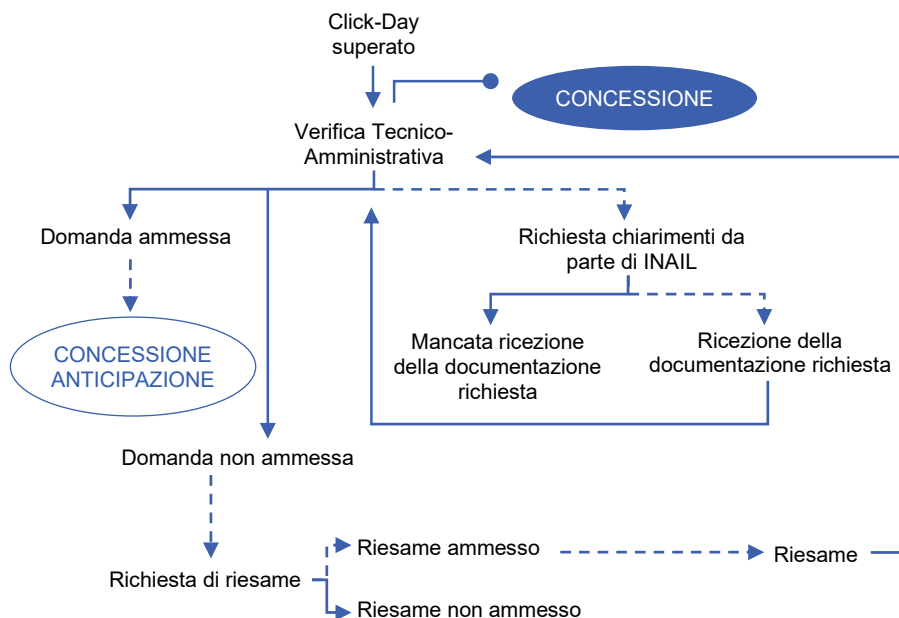 Click-Day
superato
CONCESSIONE
Verifica Tecnico-
Amministrativa
Domanda ammessa
Richiesta chiarimenti da
parte di INAIL
CONCESSIONE
ANTICIPAZIONE
Mancata ricezione
della documentazione
richiesta
Ricezione della
documentazione richiesta
Domanda non ammessa
Richiesta di riesame
Riesame ammesso
Riesame
Riesame non ammesso